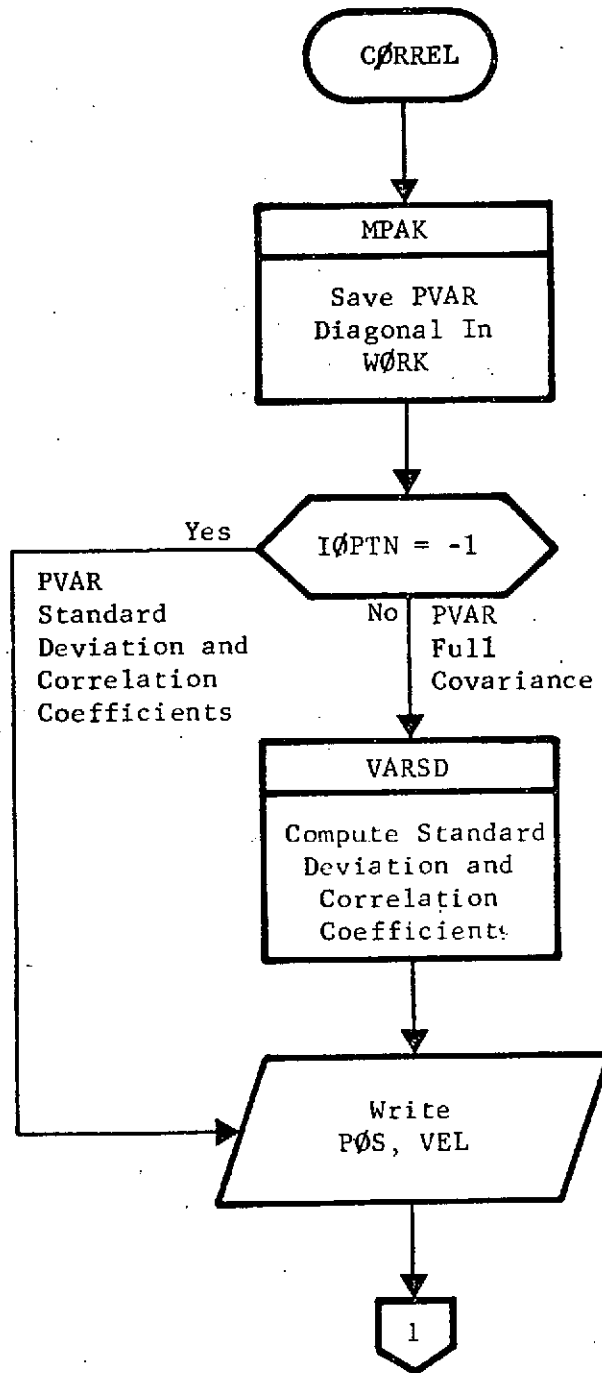 CØRREL
MPAK
Save PVAR
Diagonal In
WØRK
IØPTN = -1
Yes
PVAR
Standard
Deviation and
Correlation
Coefficients
No
PVAR
Full
Covariance
VARSD
Compute Standard
Deviation and
Correlation
Coefficients
Write
PØS, VEL
1